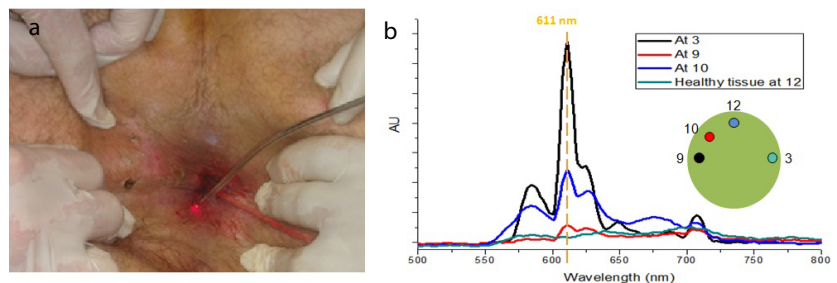 a
b
611 nm
AU
At 3
At 9
At 10
Healthy tissue at 12
12
10
9
3
500 550 600 650 700 750 800
Wavelength (nm)